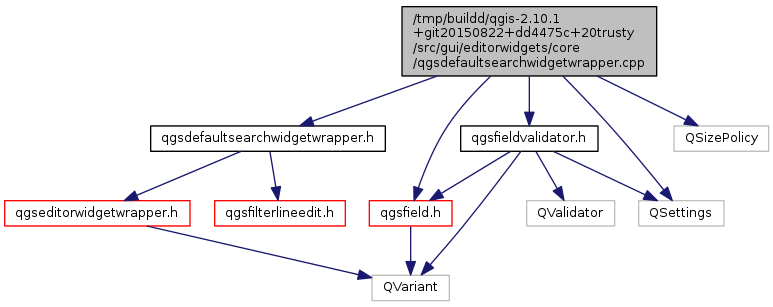 /tmp/buildd/qgis-2.10.1
+git20150822+dd4475c+20trusty
/src/gui/editorwidgets/core
/qgsdefaultsearchwidgetwrapper.cpp
qgsdefaultsearchwidgetwrapper.h
qgsfieldvalidator.h
QSizePolicy
qgseditorwidgetwrapper.h
qgsfilterlineedit.h
qgsfield.h
QValidator
QSettings
QVariant